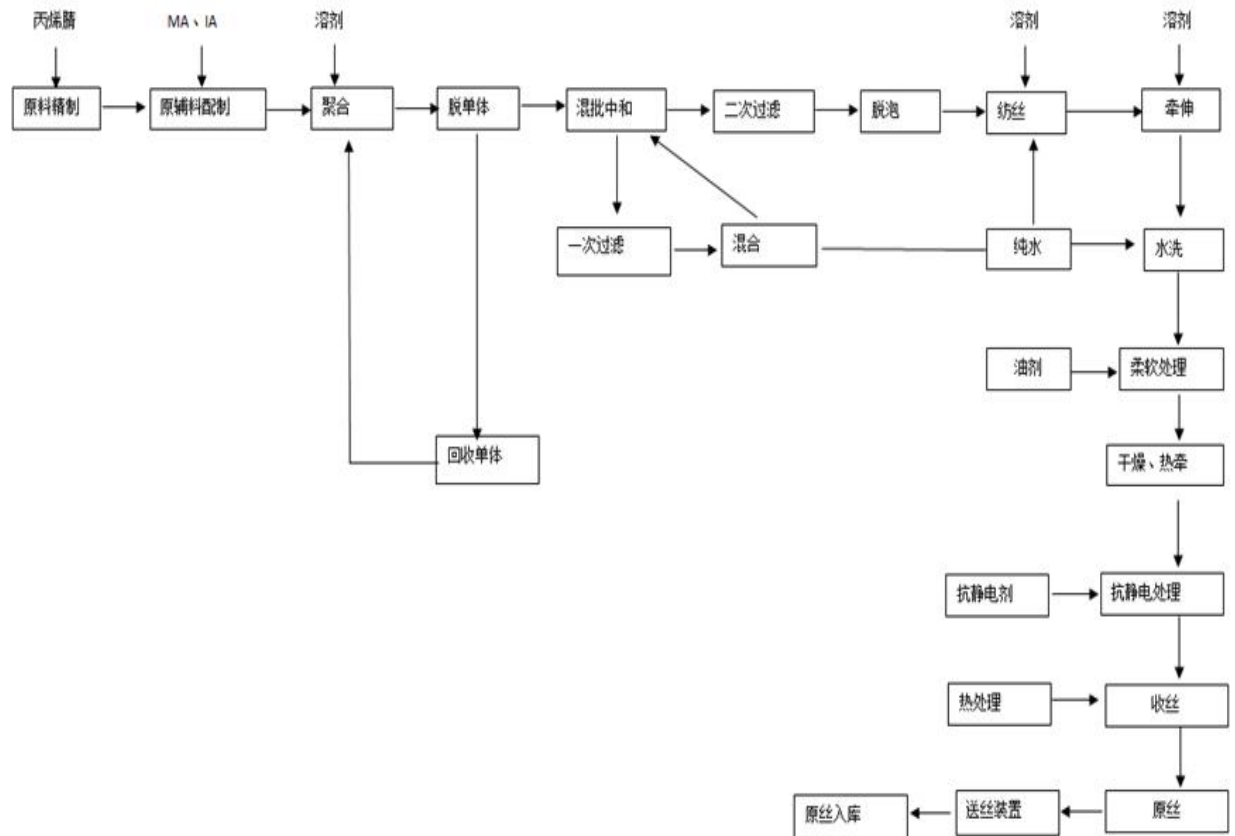 丙烯腈
MA、IA
溶剂
溶剂
溶剂
原料精制
原辅料配制
聚合
脱单体
混批中和
二次过滤
脱泡
纺丝
牵伸
一次过滤
混合
纯水
水洗
油剂
柔软处理
回收单体
干燥、热牵
抗静电剂
抗静电处理
热处理
收丝
原丝入库
送丝装置
原丝